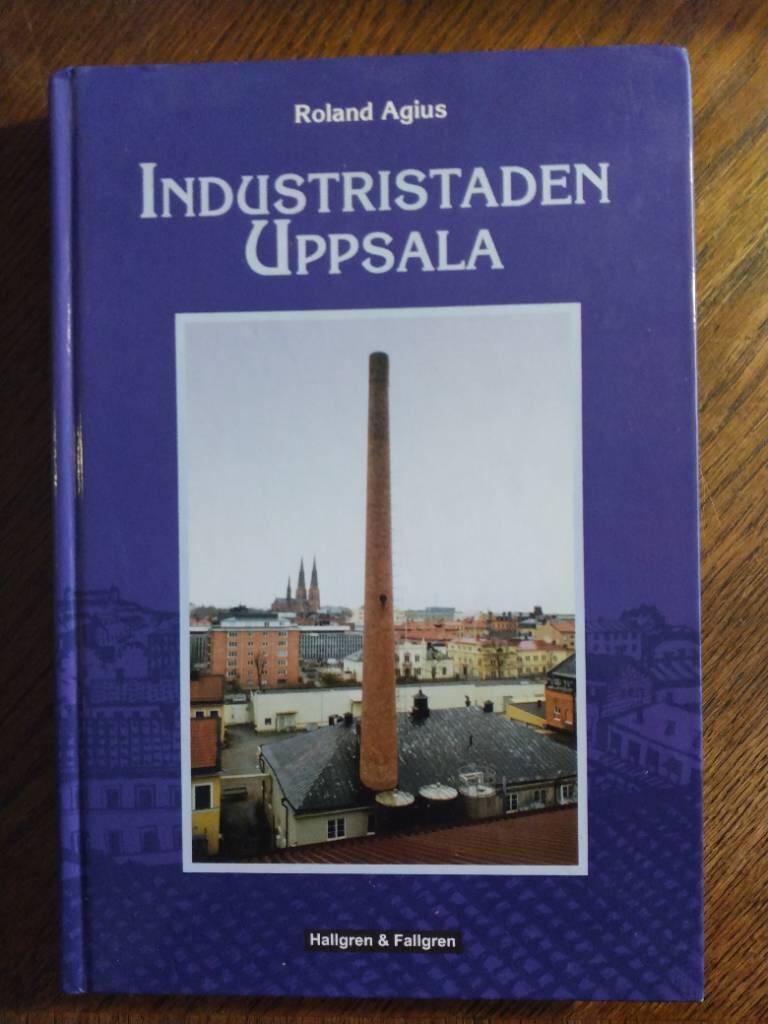 Roland Agius
INDUSTRISTADEN
UPPSALA
Hallgren & Fallgren